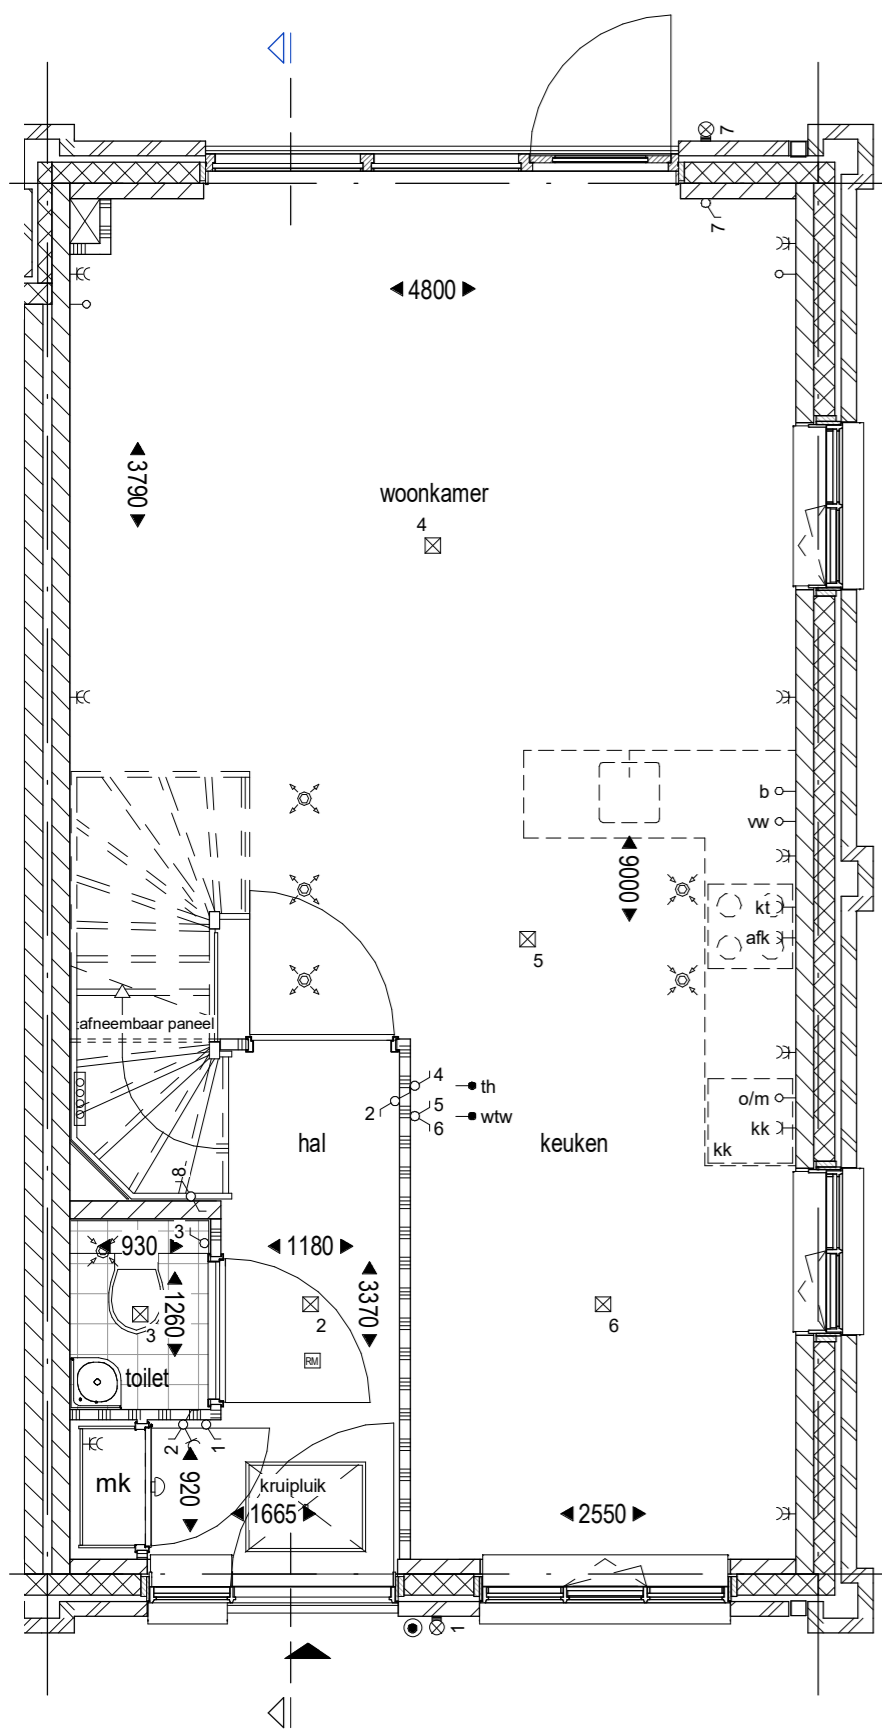 7
7
4800
3790
woonkamer
4
b
vw
9000
kt
afk
5
afneembaar paneel
4
th
2
5
wtw
6
o/m
kk
kk
hal
keuken
8
3
930
1180
1260
3370
3
2
6
RM
toilet
2
1
mk
920
kruipluik
1665
2550
1